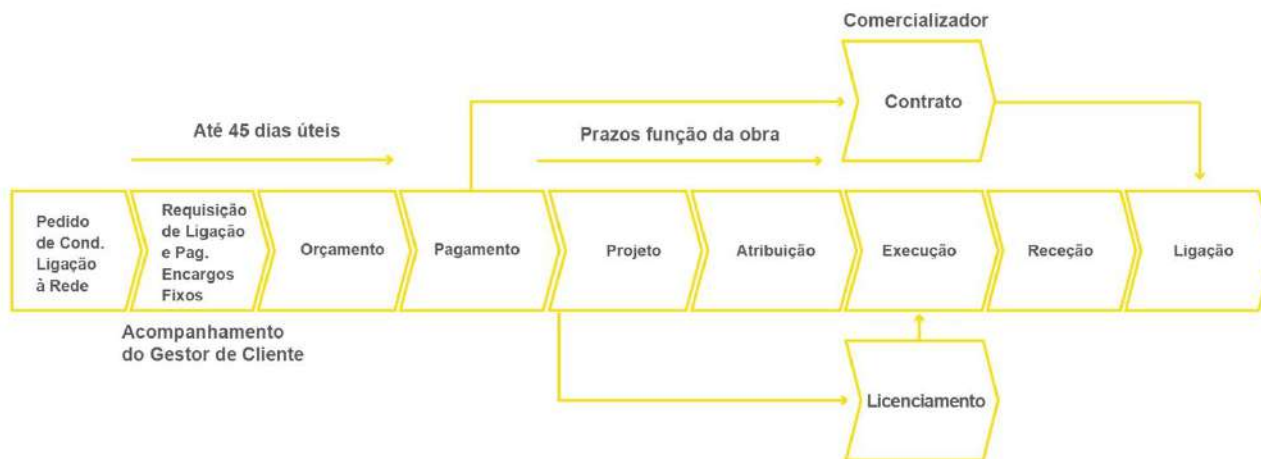 Comercializador
Contrato
Até 45 dias úteis
Prazos função da obra
Pedido
de Cond.
Ligação
à Rede
Requisição
de Ligação
e Pag.
Encargos
Fixos
Orçamento
Pagamento
Projeto
Atribuição
Execução
Receção
Ligação
Acompanhamento
do Gestor de Cliente
Licenciamento